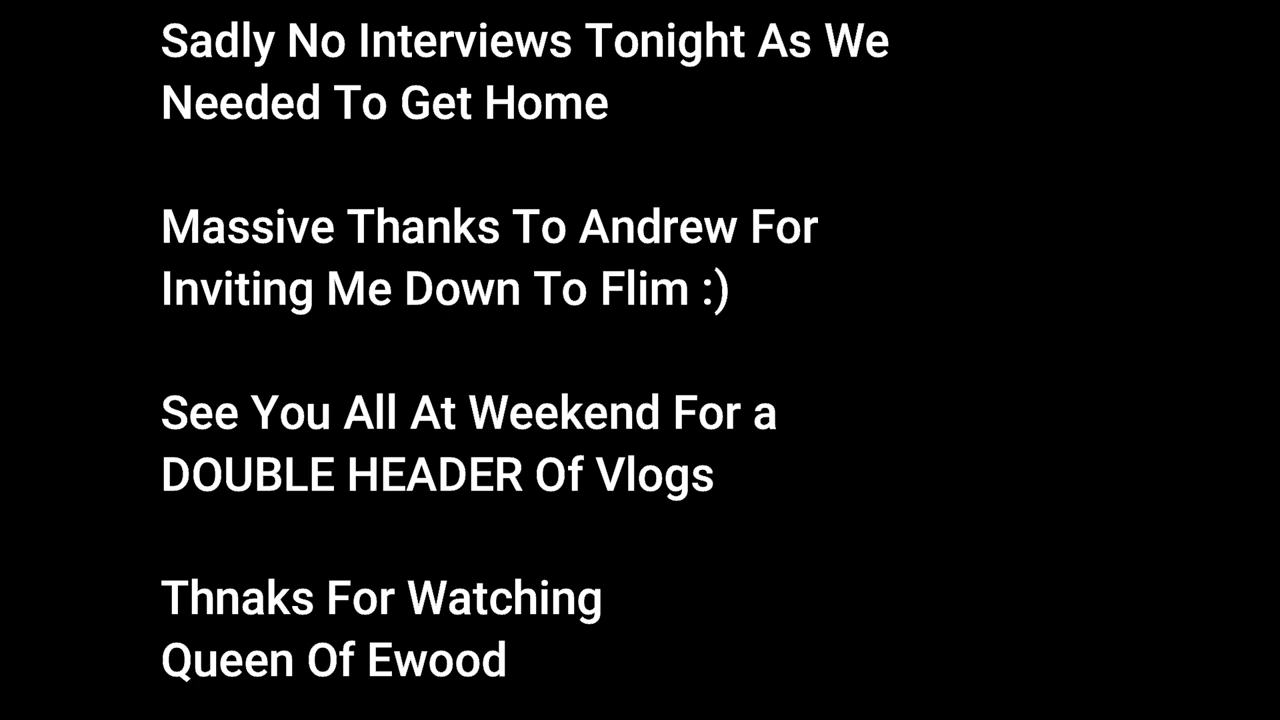 Sadly No Interviews Tonight As We
Needed To Get Home
Massive Thanks To Andrew For
Inviting Me Down To Flim :)
See You All At Weekend For a
DOUBLE HEADER Of Vlogs
Thnaks For Watching
Queen Of Ewood